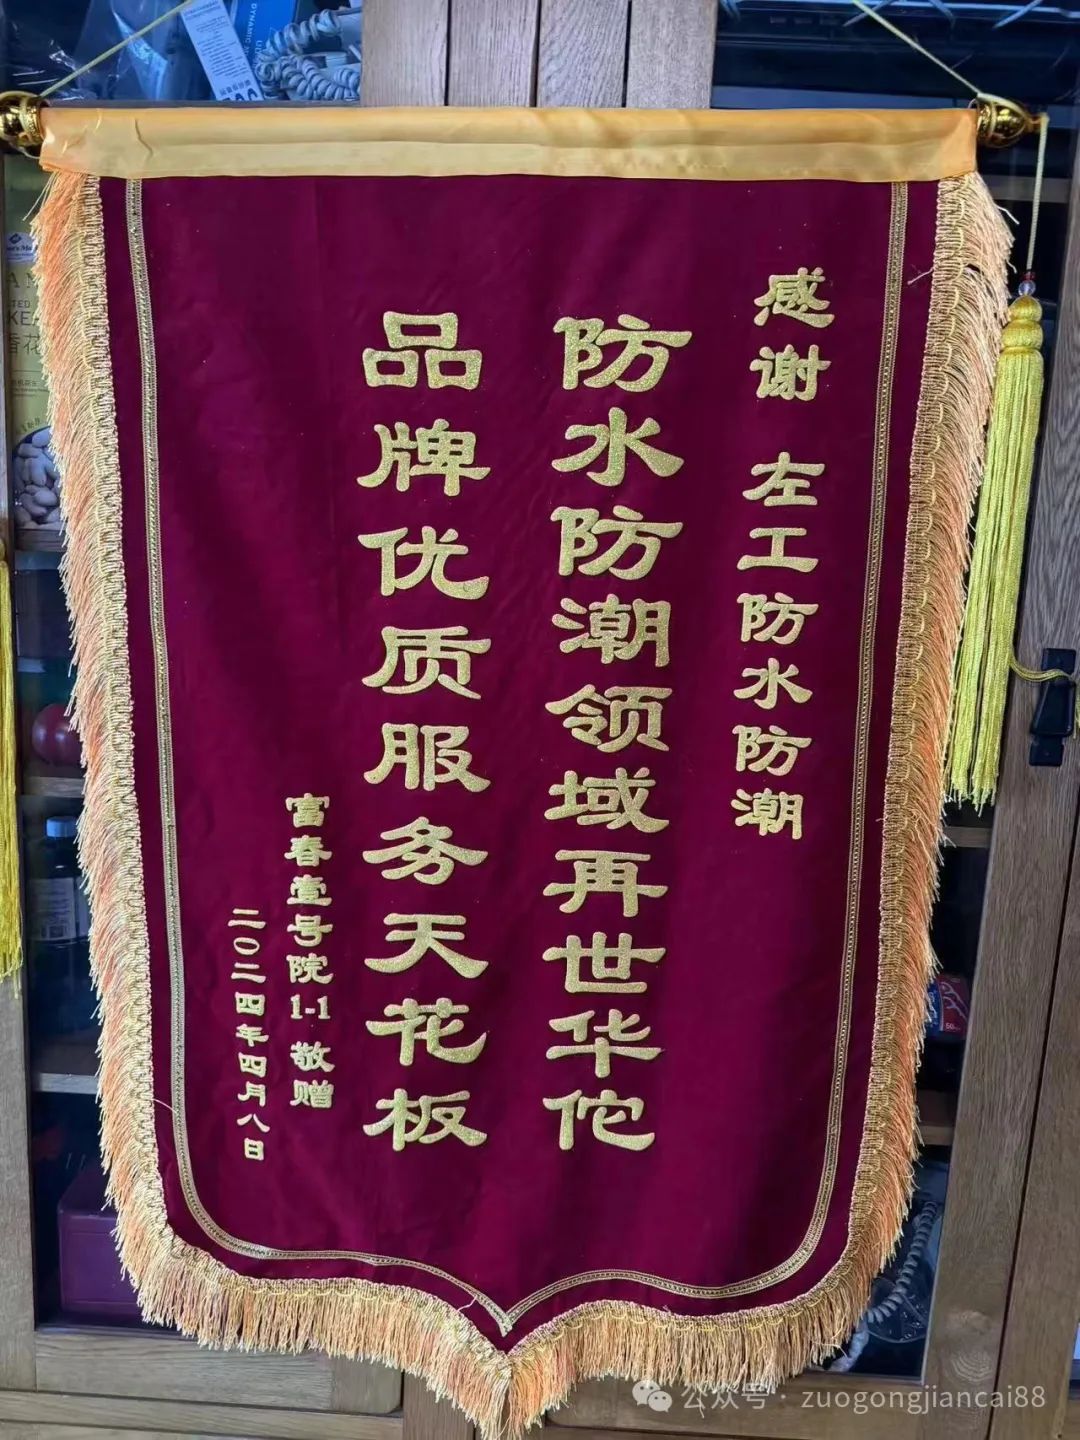 感谢 左工防水防潮
防水防潮领域再世华佗
品牌优质服务天花板
富春壹号院1-1 敬赠
二〇二四年四月八日
公众号 · zuogongjiancai88